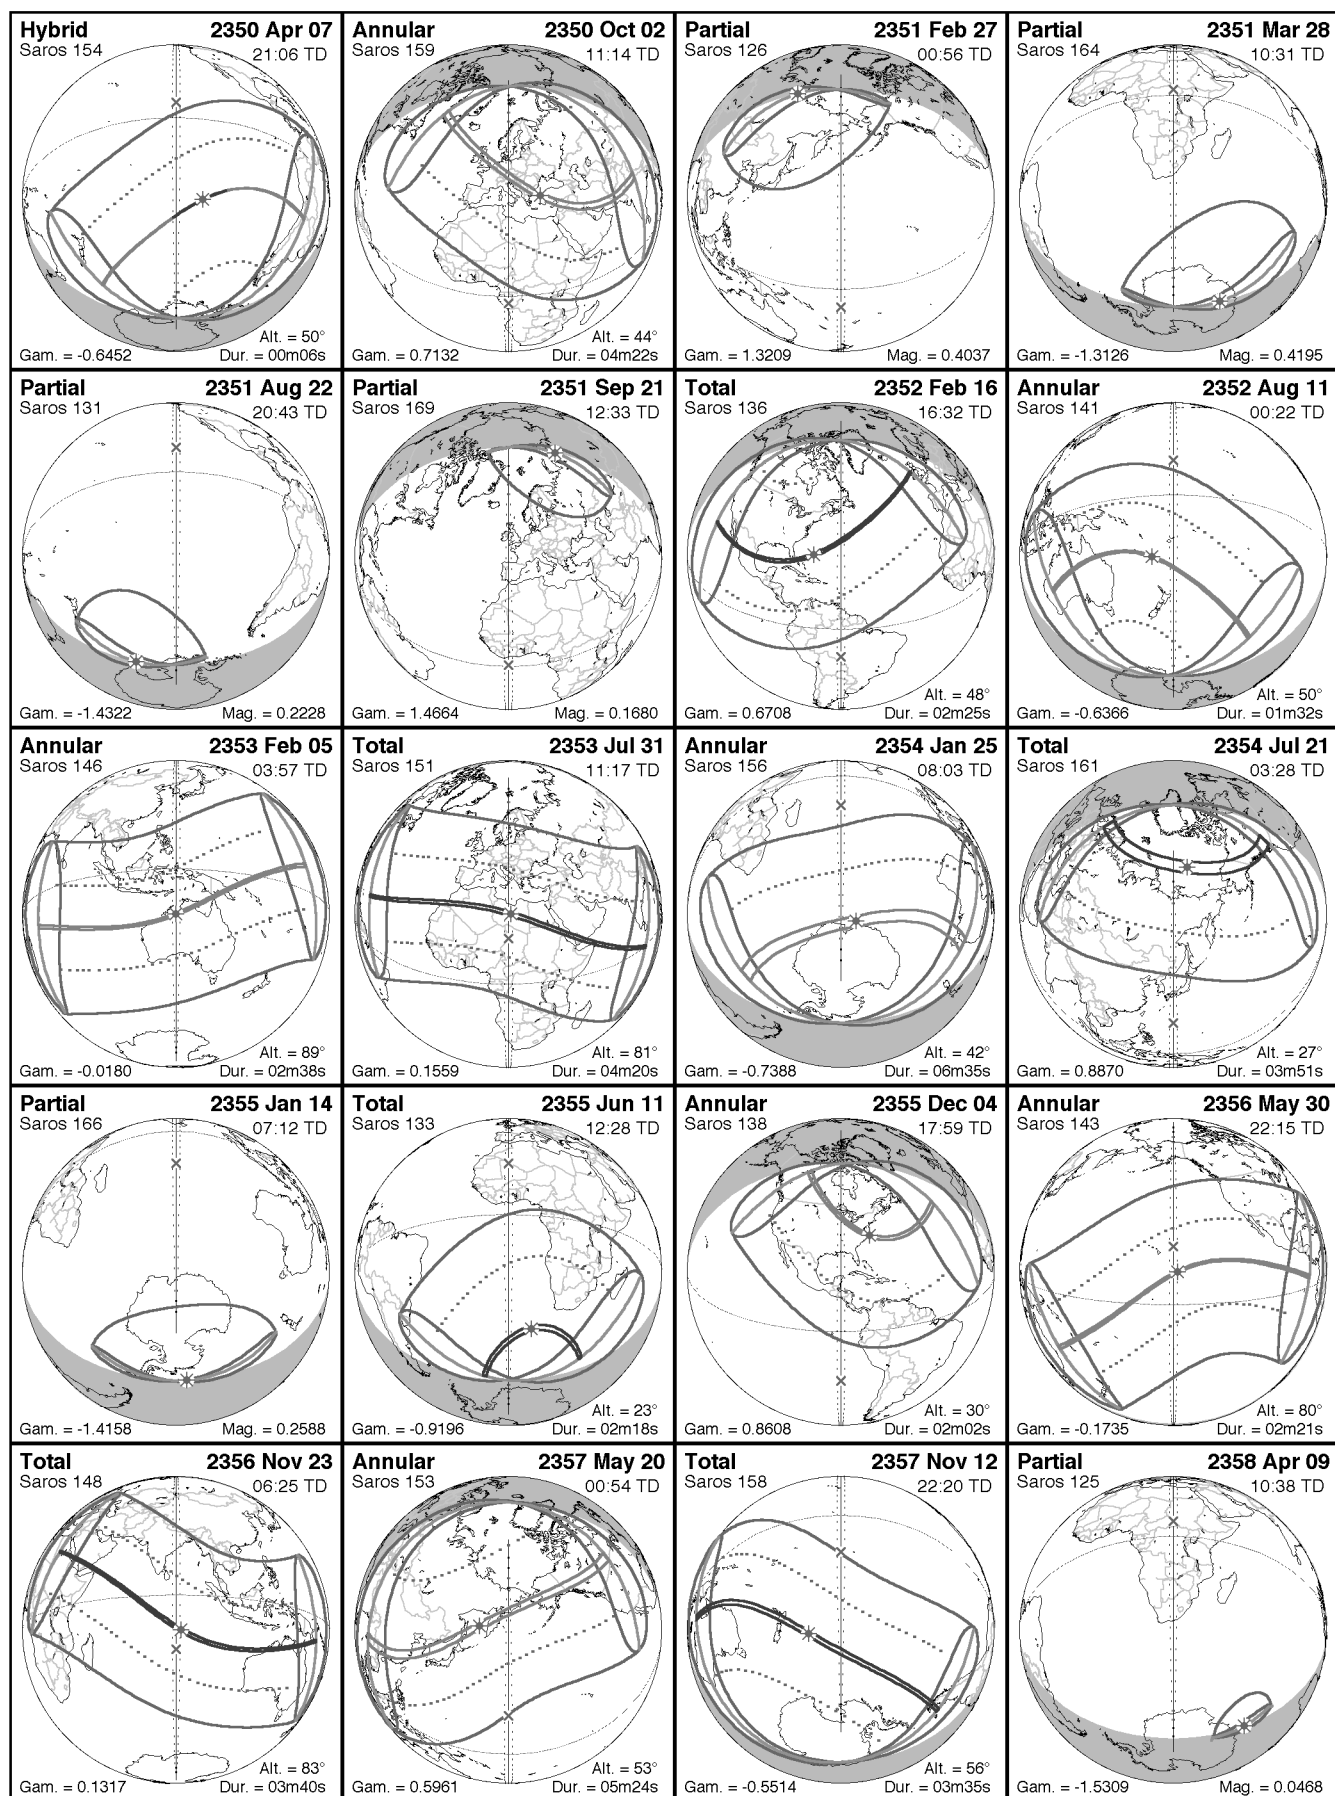 Hybrid 2350 Apr 07
Saros 154 21:06 TD
Alt. = 50°
Gam. = -0.6452 Dur. = 00m06s
Annular 2350 Oct 02
Saros 159 11:14 TD
Alt. = 44°
Gam. = 0.7132 Dur. = 04m22s
Partial 2351 Feb 27
Saros 126 00:56 TD
Gam. = 1.3209 Mag. = 0.4037
Partial 2351 Mar 28
Saros 164 10:31 TD
Gam. = -1.3126 Mag. = 0.4195
Partial 2351 Aug 22
Saros 131 20:43 TD
Gam. = -1.4322 Mag. = 0.2228
Partial 2351 Sep 21
Saros 169 12:33 TD
Gam. = 1.4664 Mag. = 0.1680
Total 2352 Feb 16
Saros 136 16:32 TD
Alt. = 48°
Gam. = 0.6708 Dur. = 02m25s
Annular 2352 Aug 11
Saros 141 00:22 TD
Alt. = 50°
Gam. = -0.6366 Dur. = 01m32s
Annular 2353 Feb 05
Saros 146 03:57 TD
Alt. = 89°
Gam. = -0.0180 Dur. = 02m38s
Total 2353 Jul 31
Saros 151 11:17 TD
Alt. = 81°
Gam. = 0.1559 Dur. = 04m20s
Annular 2354 Jan 25
Saros 156 08:03 TD
Alt. = 42°
Gam. = -0.7388 Dur. = 06m35s
Total 2354 Jul 21
Saros 161 03:28 TD
Alt. = 27°
Gam. = 0.8870 Dur. = 03m51s
Partial 2355 Jan 14
Saros 166 07:12 TD
Gam. = -1.4158 Mag. = 0.2588
Total 2355 Jun 11
Saros 133 12:28 TD
Alt. = 23°
Gam. = -0.9196 Dur. = 02m18s
Annular 2355 Dec 04
Saros 138 17:59 TD
Alt. = 30°
Gam. = 0.8608 Dur. = 02m02s
Annular 2356 May 30
Saros 143 22:15 TD
Alt. = 80°
Gam. = -0.1735 Dur. = 02m21s
Total 2356 Nov 23
Saros 148 06:25 TD
Alt. = 83°
Gam. = 0.1317 Dur. = 03m40s
Annular 2357 May 20
Saros 153 00:54 TD
Alt. = 53°
Gam. = 0.5961 Dur. = 05m24s
Total 2357 Nov 12
Saros 158 22:20 TD
Alt. = 56°
Gam. = -0.5514 Dur. = 03m35s
Partial 2358 Apr 09
Saros 125 10:38 TD
Gam. = -1.5309 Mag. = 0.0468